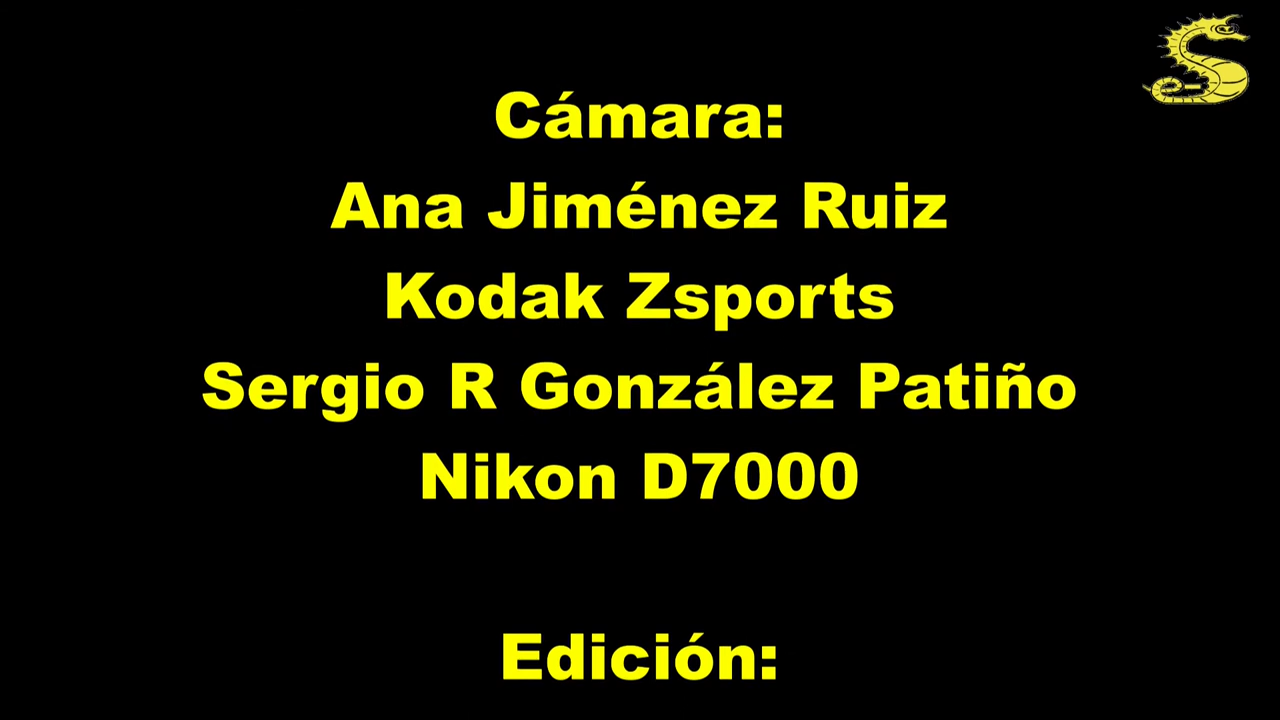 Cámara:
Ana Jiménez Ruiz
Kodak Zsports
Sergio R González Patiño
Nikon D7000
Edición: